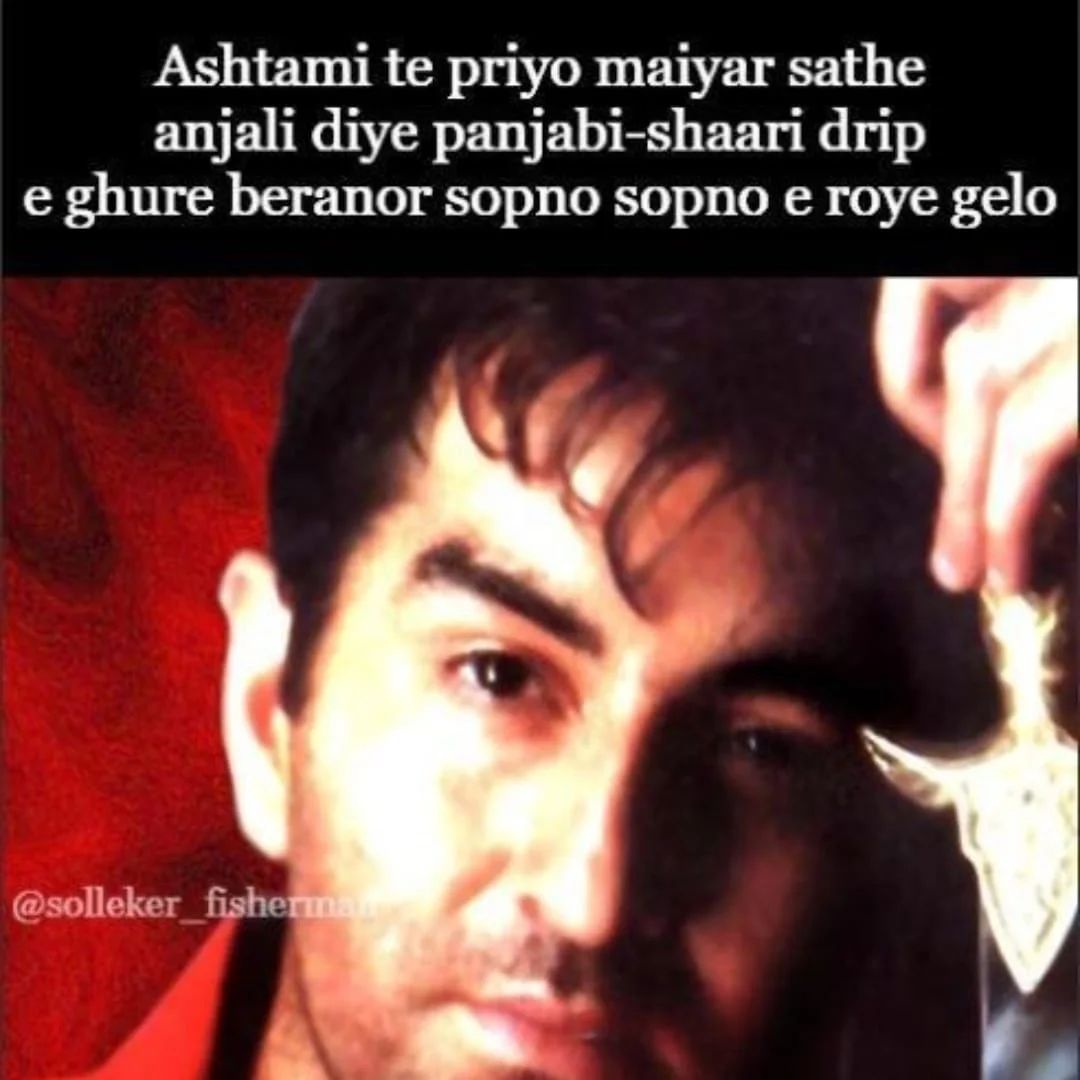 Ashtami te priyo maiyar sathe
anjali diye panjabi-shaari drip
e ghure beranor sopno sopno e roye gelo
@solleker_fisherman